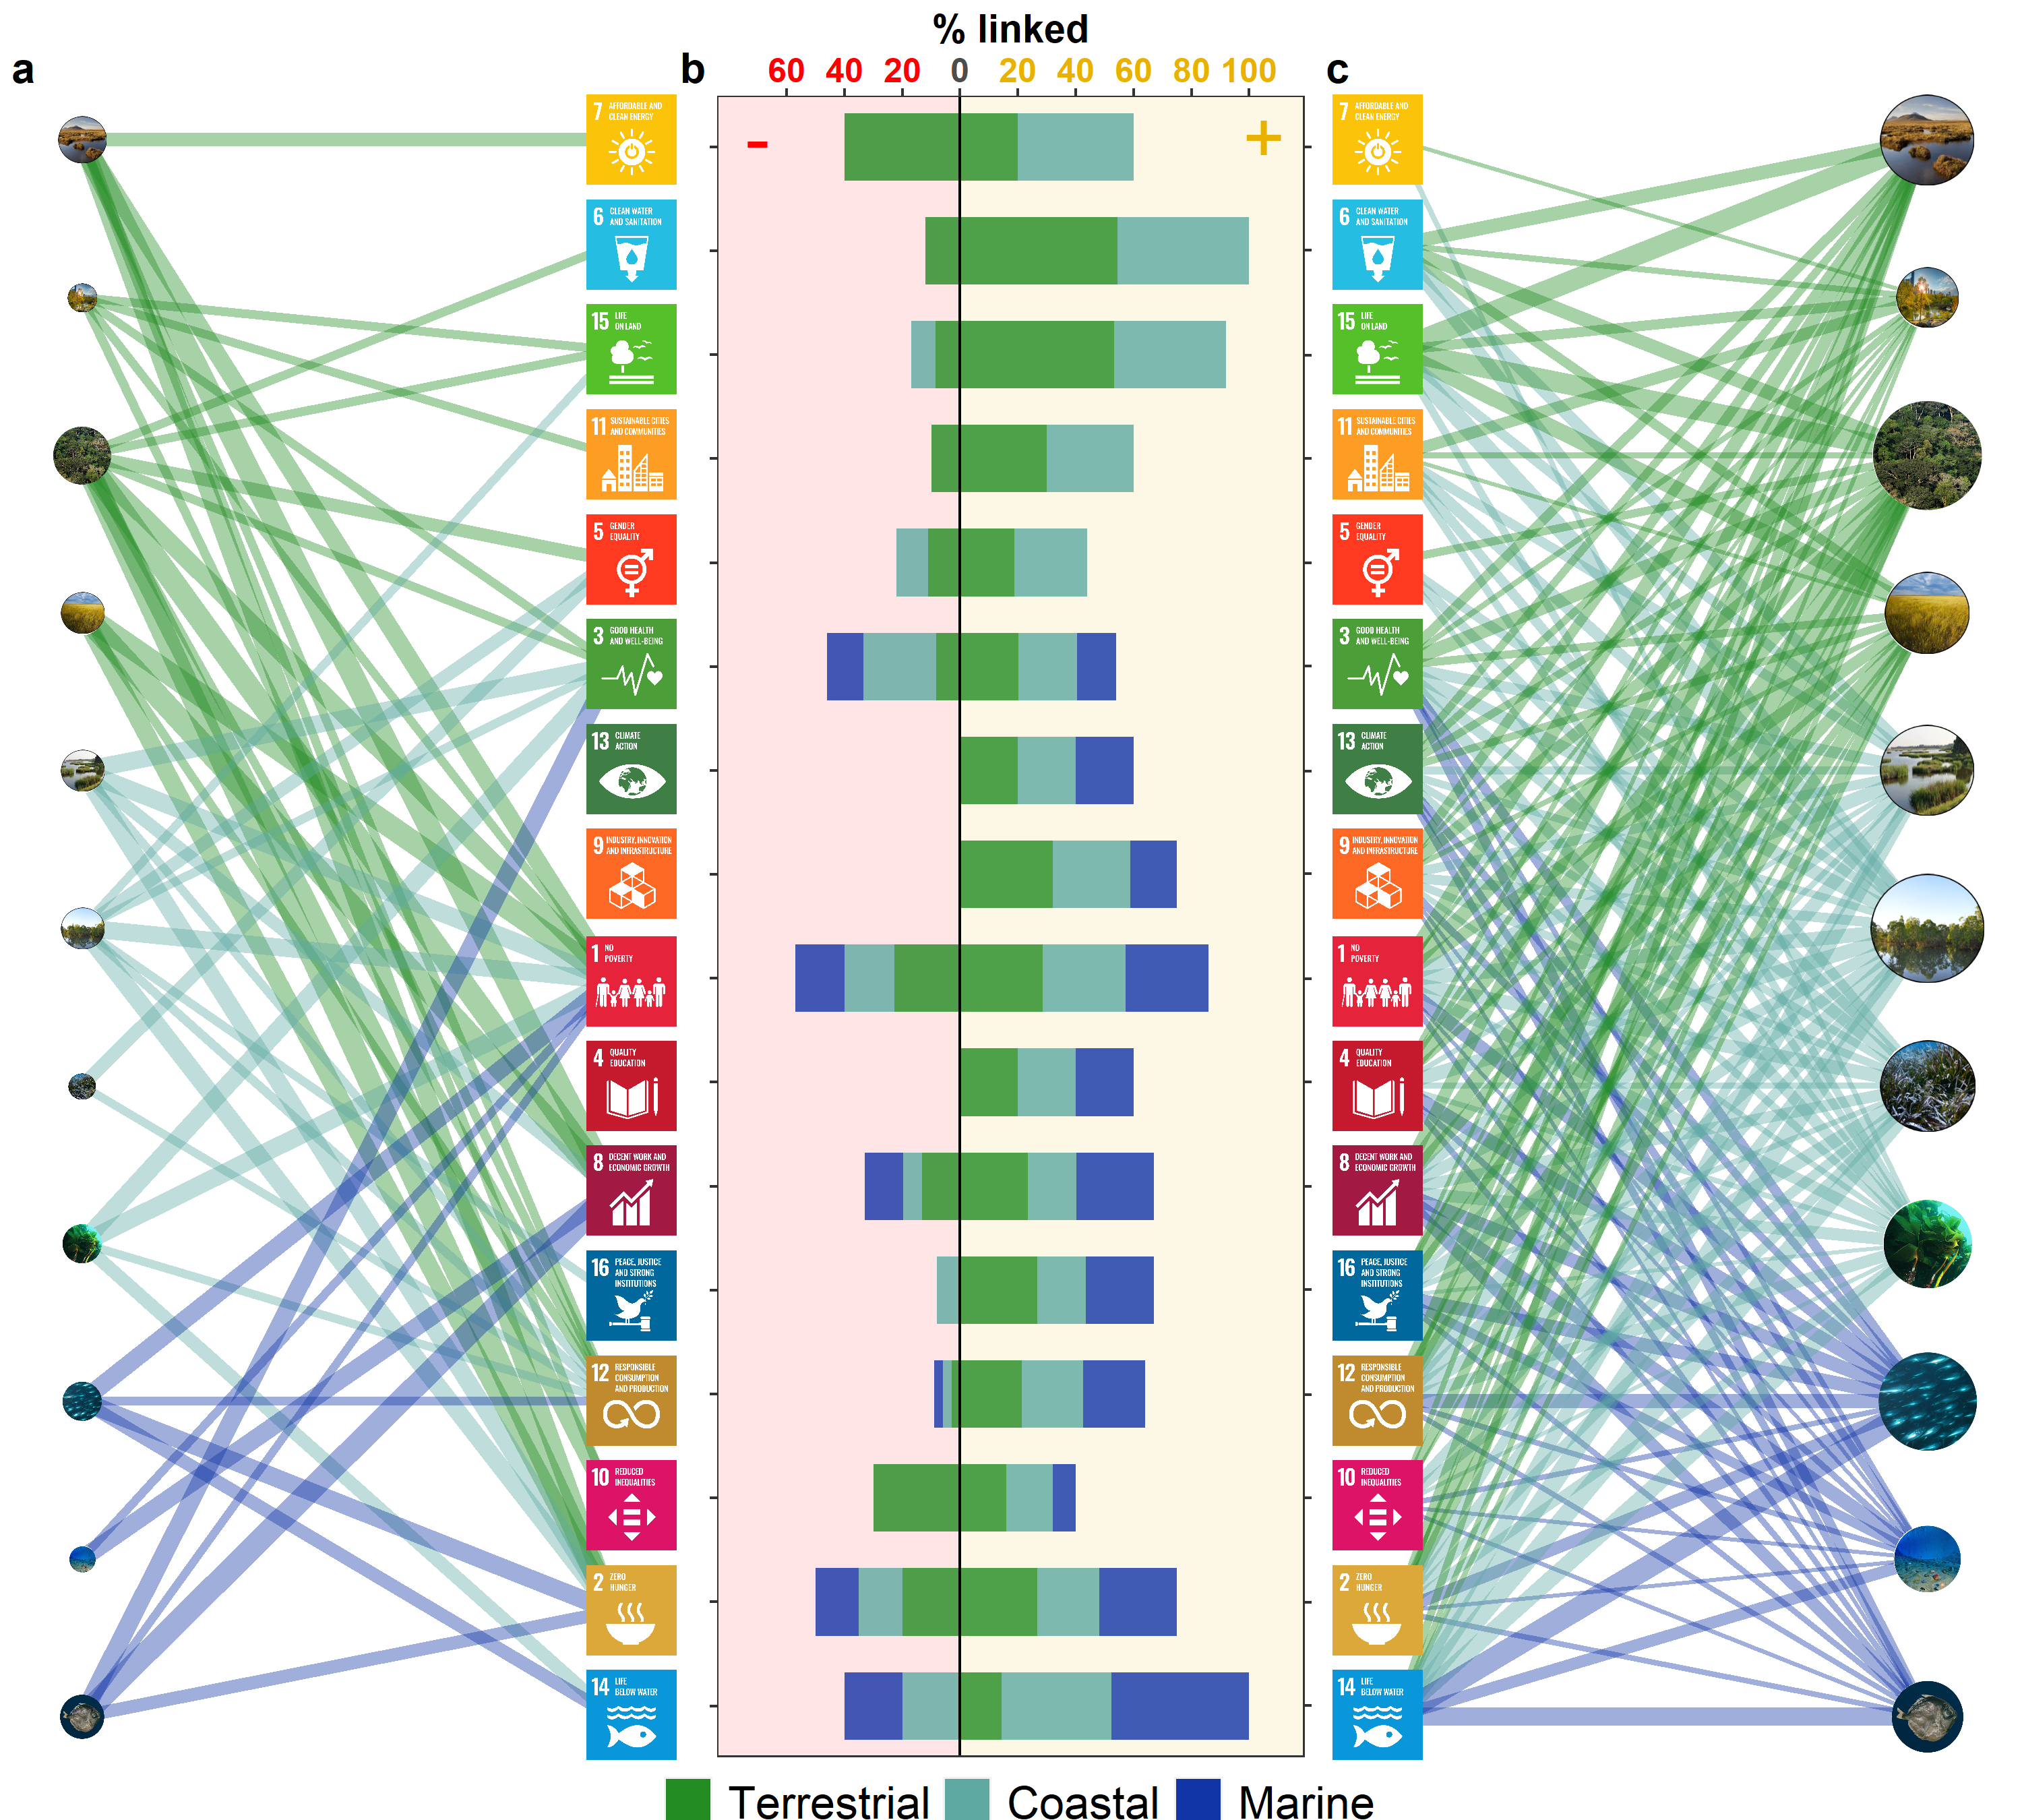 % linked
a
b
60 40 20 0 20 40 60 80 100
c
-
+
7 AFFORDABLE AND
CLEAN ENERGY
6 CLEAN WATER
AND SANITATION
15 LIFE
ON LAND
11 SUSTAINABLE CITIES
AND COMMUNITIES
5 GENDER
EQUALITY
3 GOOD HEALTH
AND WELL-BEING
13 CLIMATE
ACTION
9 INDUSTRY, INNOVATION
AND INFRASTRUCTURE
1 NO
POVERTY
4 QUALITY
EDUCATION
8 DECENT WORK AND
ECONOMIC GROWTH
16 PEACE, JUSTICE
AND STRONG
INSTITUTIONS
12 RESPONSIBLE
CONSUMPTION
AND PRODUCTION
10 REDUCED
INEQUALITIES
2 ZERO
HUNGER
14 LIFE
BELOW WATER
7 AFFORDABLE AND
CLEAN ENERGY
6 CLEAN WATER
AND SANITATION
15 LIFE
ON LAND
11 SUSTAINABLE CITIES
AND COMMUNITIES
5 GENDER
EQUALITY
3 GOOD HEALTH
AND WELL-BEING
13 CLIMATE
ACTION
9 INDUSTRY, INNOVATION
AND INFRASTRUCTURE
1 NO
POVERTY
4 QUALITY
EDUCATION
8 DECENT WORK AND
ECONOMIC GROWTH
16 PEACE, JUSTICE
AND STRONG
INSTITUTIONS
12 RESPONSIBLE
CONSUMPTION
AND PRODUCTION
10 REDUCED
INEQUALITIES
2 ZERO
HUNGER
14 LIFE
BELOW WATER
Terrestrial Coastal Marine